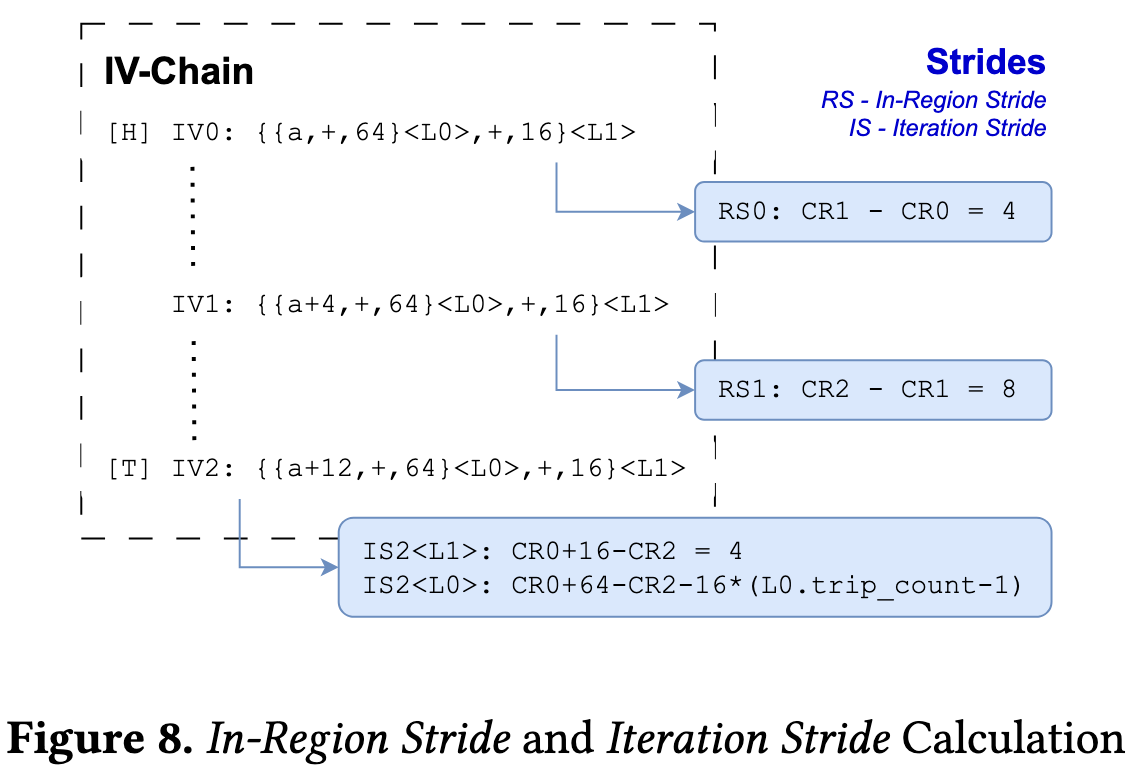 IV-Chain
Strides
RS - In-Region Stride
IS - Iteration Stride
[H] IV0: {{a,+,64}<L0>,+,16}<L1>
RS0: CR1 - CR0 = 4
IV1: {{a+4,+,64}<L0>,+,16}<L1>
RS1: CR2 - CR1 = 8
[T] IV2: {{a+12,+,64}<L0>,+,16}<L1>
IS2<L1>: CR0+16-CR2 = 4
IS2<L0>: CR0+64-CR2-16*(L0.trip_count-1)
Figure 8. In-Region Stride and Iteration Stride Calculation